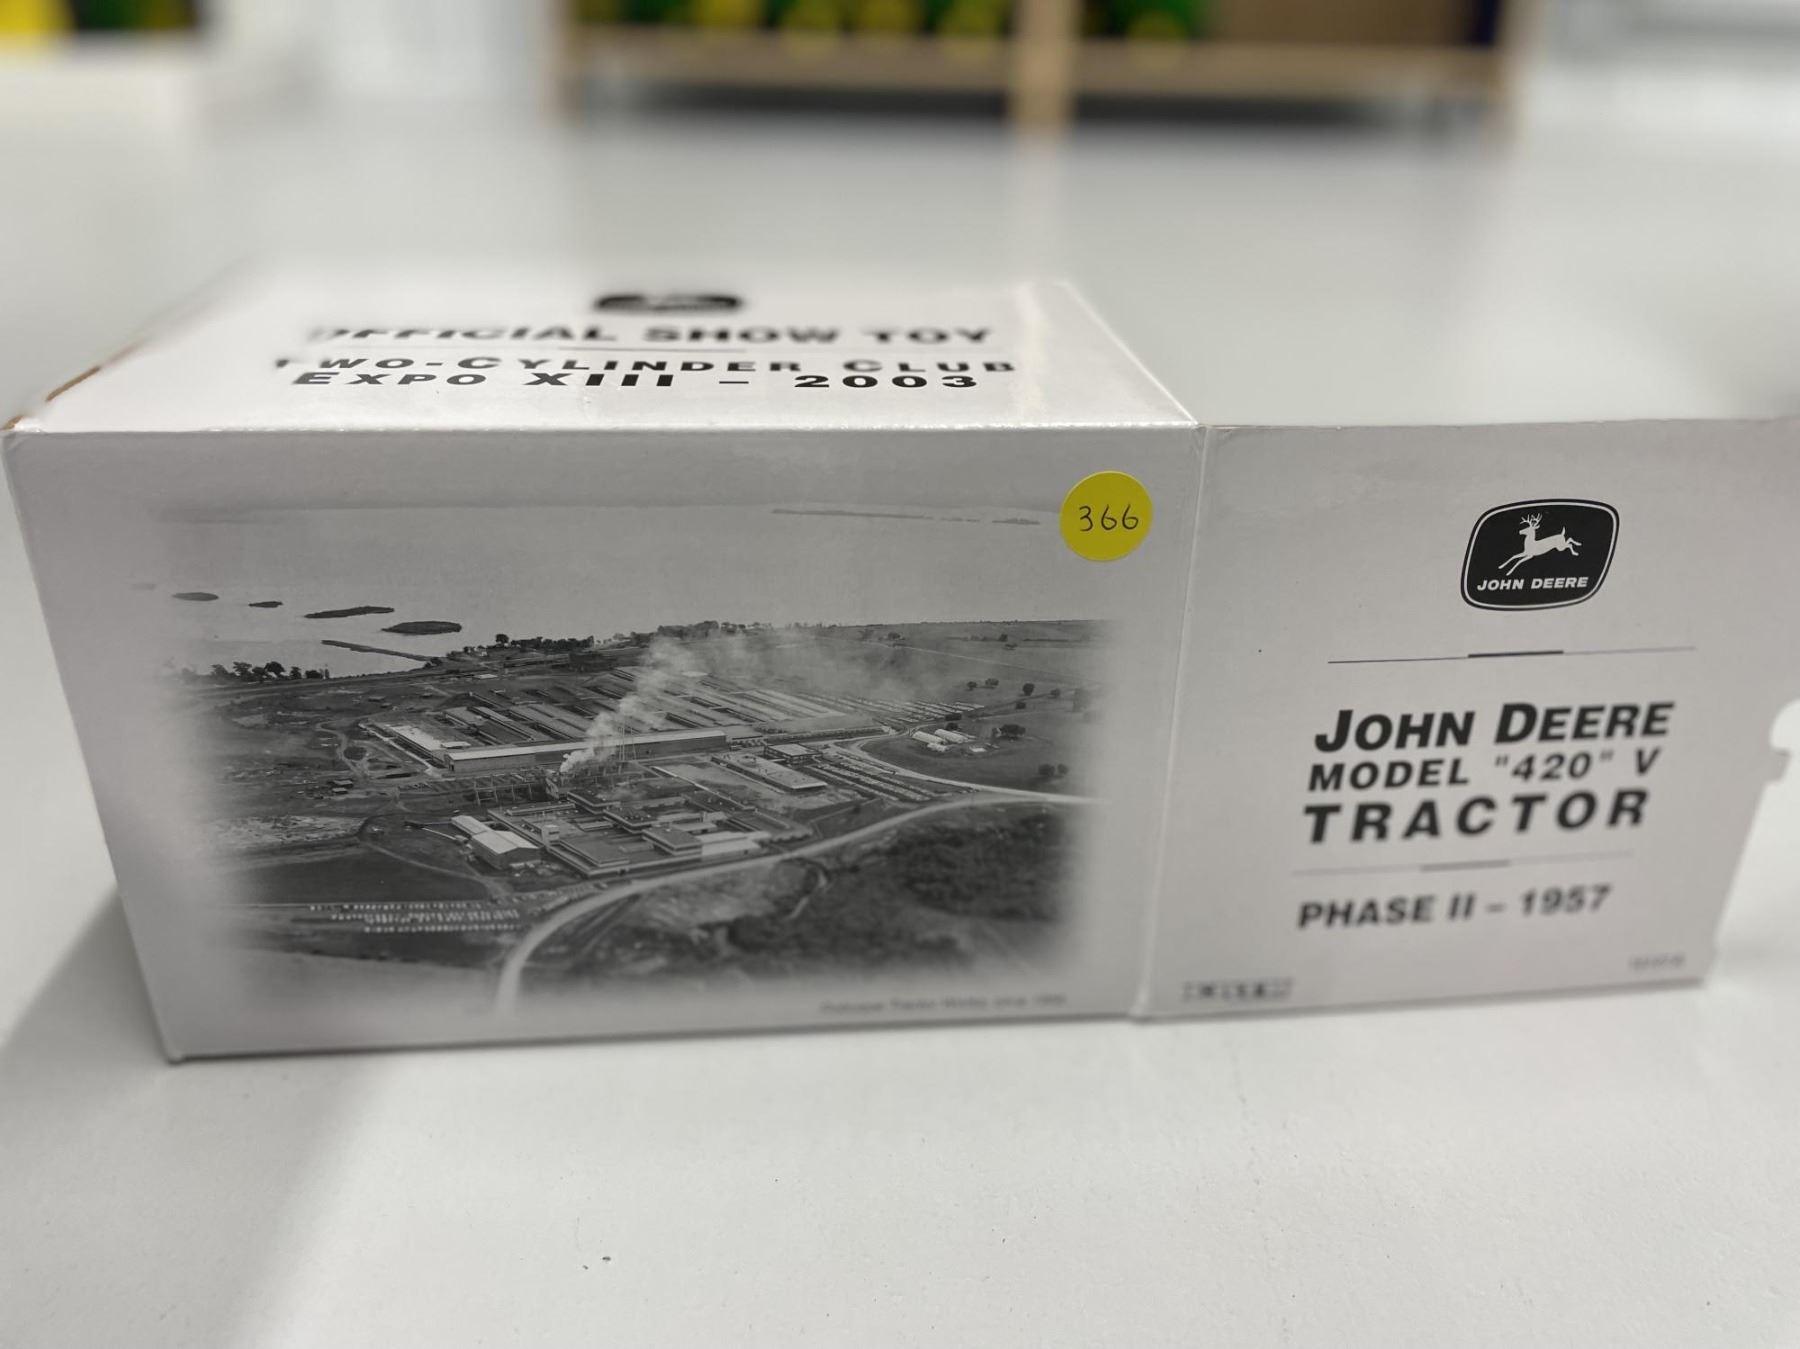 OFFICIAL SHOW TOY
TWO-CYLINDER CLUB
EXPO XIII - 2003
366
JOHN DEERE
JOHN DEERE
MODEL "420" V
TRACTOR
PHASE II - 1957